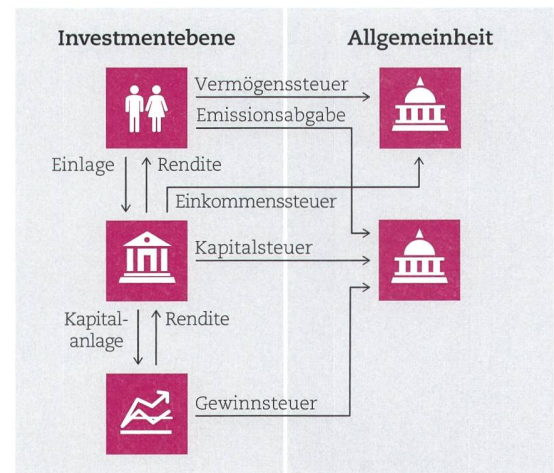 Investmentebene
Allgemeinheit
Vermögenssteuer
Emissionsabgabe
Einlage
Rendite
Einkommenssteuer
Kapitalsteuer
Kapital-
anlage
Rendite
Gewinnsteuer